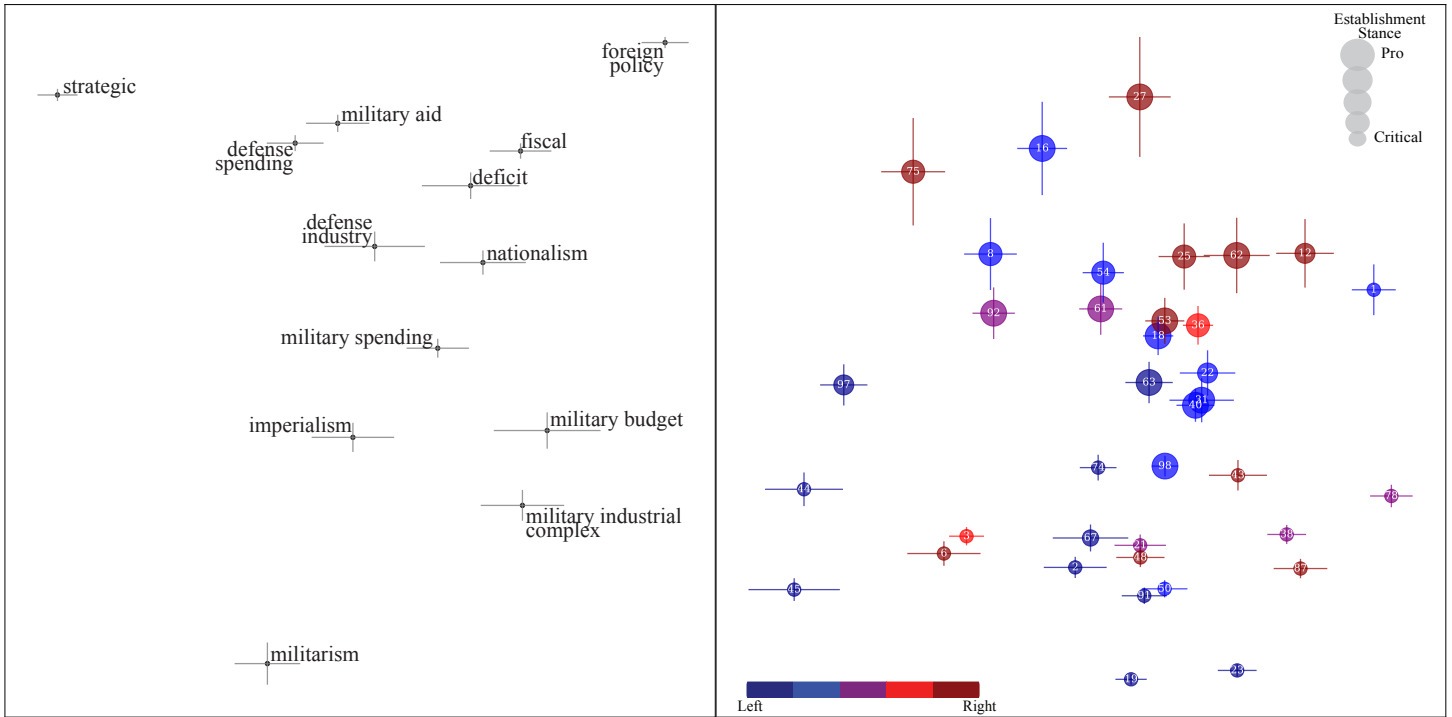 foreign
policy
strategic
military aid
defense
spending
fiscal
deficit
defense
industry
nationalism
military spending
imperialism
military budget
military industrial
complex
militarism
Establishment
Stance
Pro
Critical
27
16
75
8
54
25
62
12
1
92
61
53
36
18
97
63
22
31
40
74
98
43
44
78
3
6
67
21
38
48
2
87
45
50
91
23
19
Left
Right